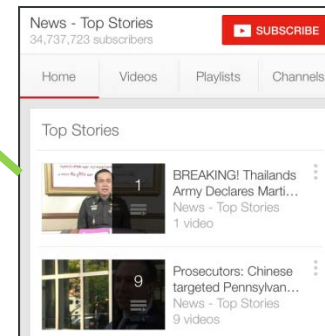 News - Top Stories
34,737,723 subscribers
SUBSCRIBE
Home Videos Playlists Channels
Top Stories
1
BREAKING! Thailands
Army Declares Marti...
News - Top Stories
1 video
9
Prosecutors: Chinese
targeted Pennsylvan...
News - Top Stories
9 videos